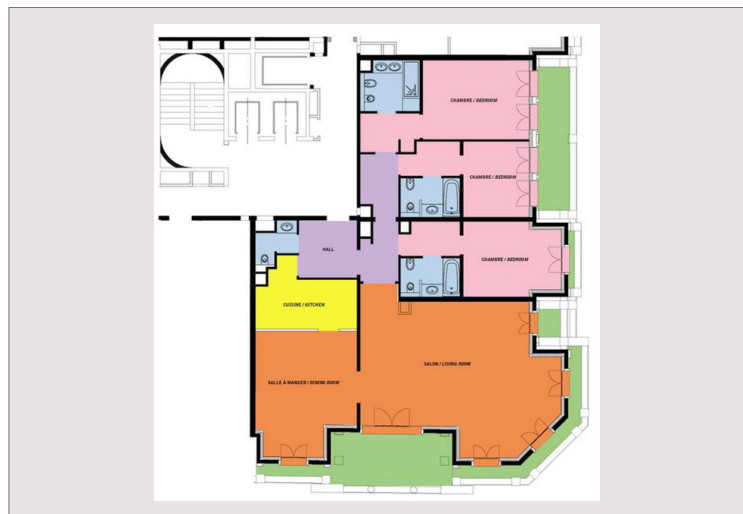 CHAMBRE / BEDROOM
CHAMBRE / BEDROOM
HALL
CHAMBRE / BEDROOM
CUISINE / KITCHEN
SALON / LIVING ROOM
SALLE À MANGER / DINING ROOM